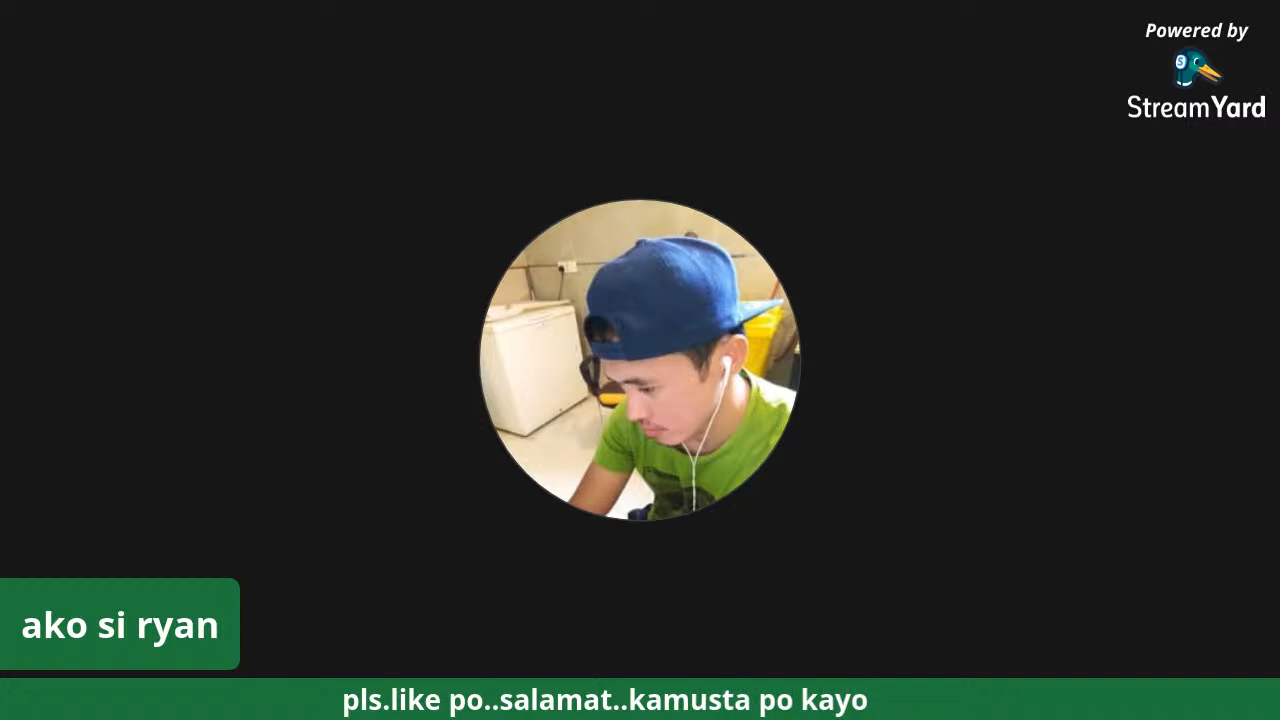 Powered by
S
StreamYard
ako si ryan
pls.like po..salamat..kamusta po kayo